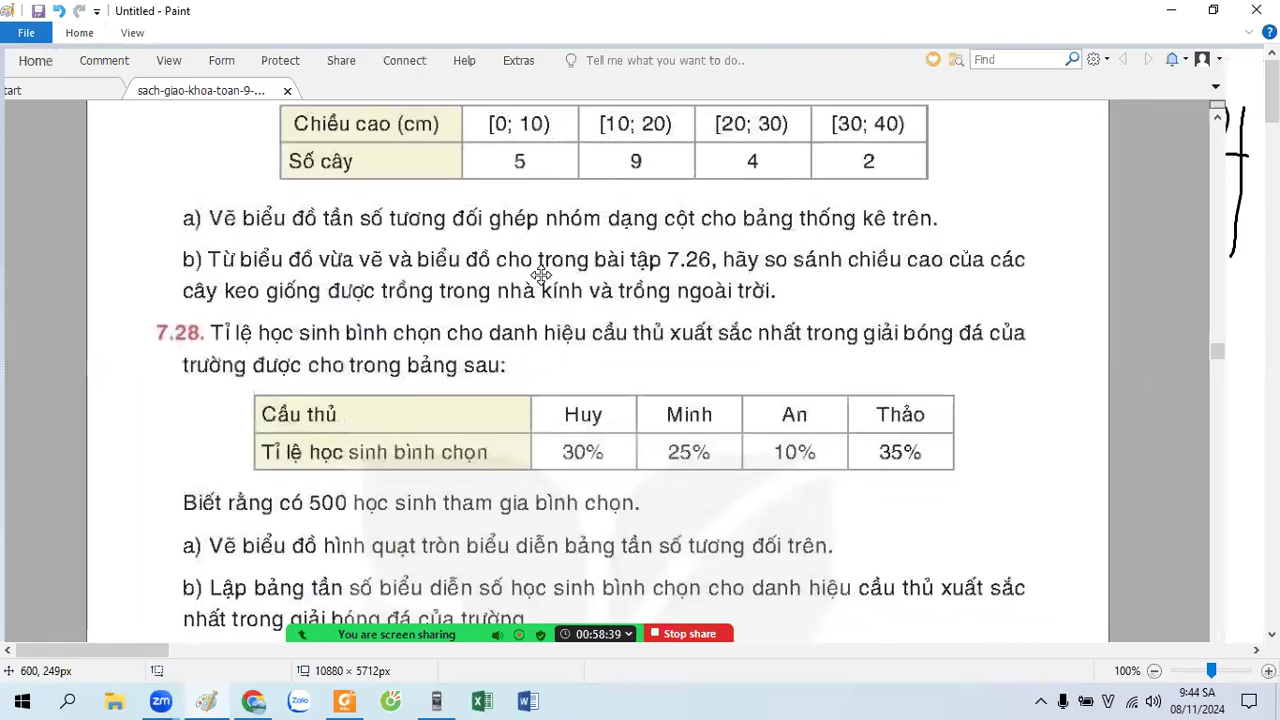 Untitled - Paint
File Home View
Home Comment View Form Protect Share Connect Help Extras Tell me what you want to do.. Find
tart sach-giao-khoa-toan-9-...
Chiều cao (cm) [0; 10) [10; 20) [20; 30) [30; 40)
Số cây 5 9 4 2
a) Vẽ biểu đồ tần số tương đối ghép nhóm dạng cột cho bảng thống kê trên.
b) Từ biểu đồ vừa vẽ và biểu đồ cho trong bài tập 7.26, hãy so sánh chiều cao của các
cây keo giống được trồng trong nhà kính và trồng ngoài trời.
7.28. Tỉ lệ học sinh bình chọn cho danh hiệu cầu thủ xuất sắc nhất trong giải bóng đá của
trường được cho trong bảng sau:
Cầu thủ Huy Minh An Thảo
Tỉ lệ học sinh bình chọn 30% 25% 10% 35%
Biết rằng có 500 học sinh tham gia bình chọn.
a) Vẽ biểu đồ hình quạt tròn biểu diễn bảng tần số tương đối trên.
b) Lập bảng tần số biểu diễn số học sinh bình chọn cho danh hiệu cầu thủ xuất sắc
nhất trong giải bóng đá của trường.
You are screen sharing 00:58:39 Stop share
600, 249px 10880 × 5712px 100%
9:44 SA
08/11/2024